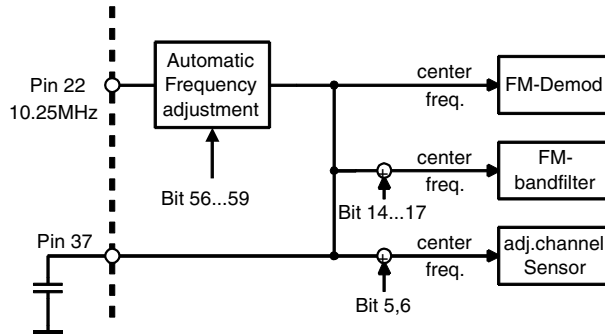 Pin 22
10.25MHz
Automatic
Frequency
adjustment
Bit 56...59
center
freq.
FM-Demod
center
freq.
FM-
bandfilter
Bit 14...17
Pin 37
center
freq.
adj.channel
Sensor
Bit 5,6